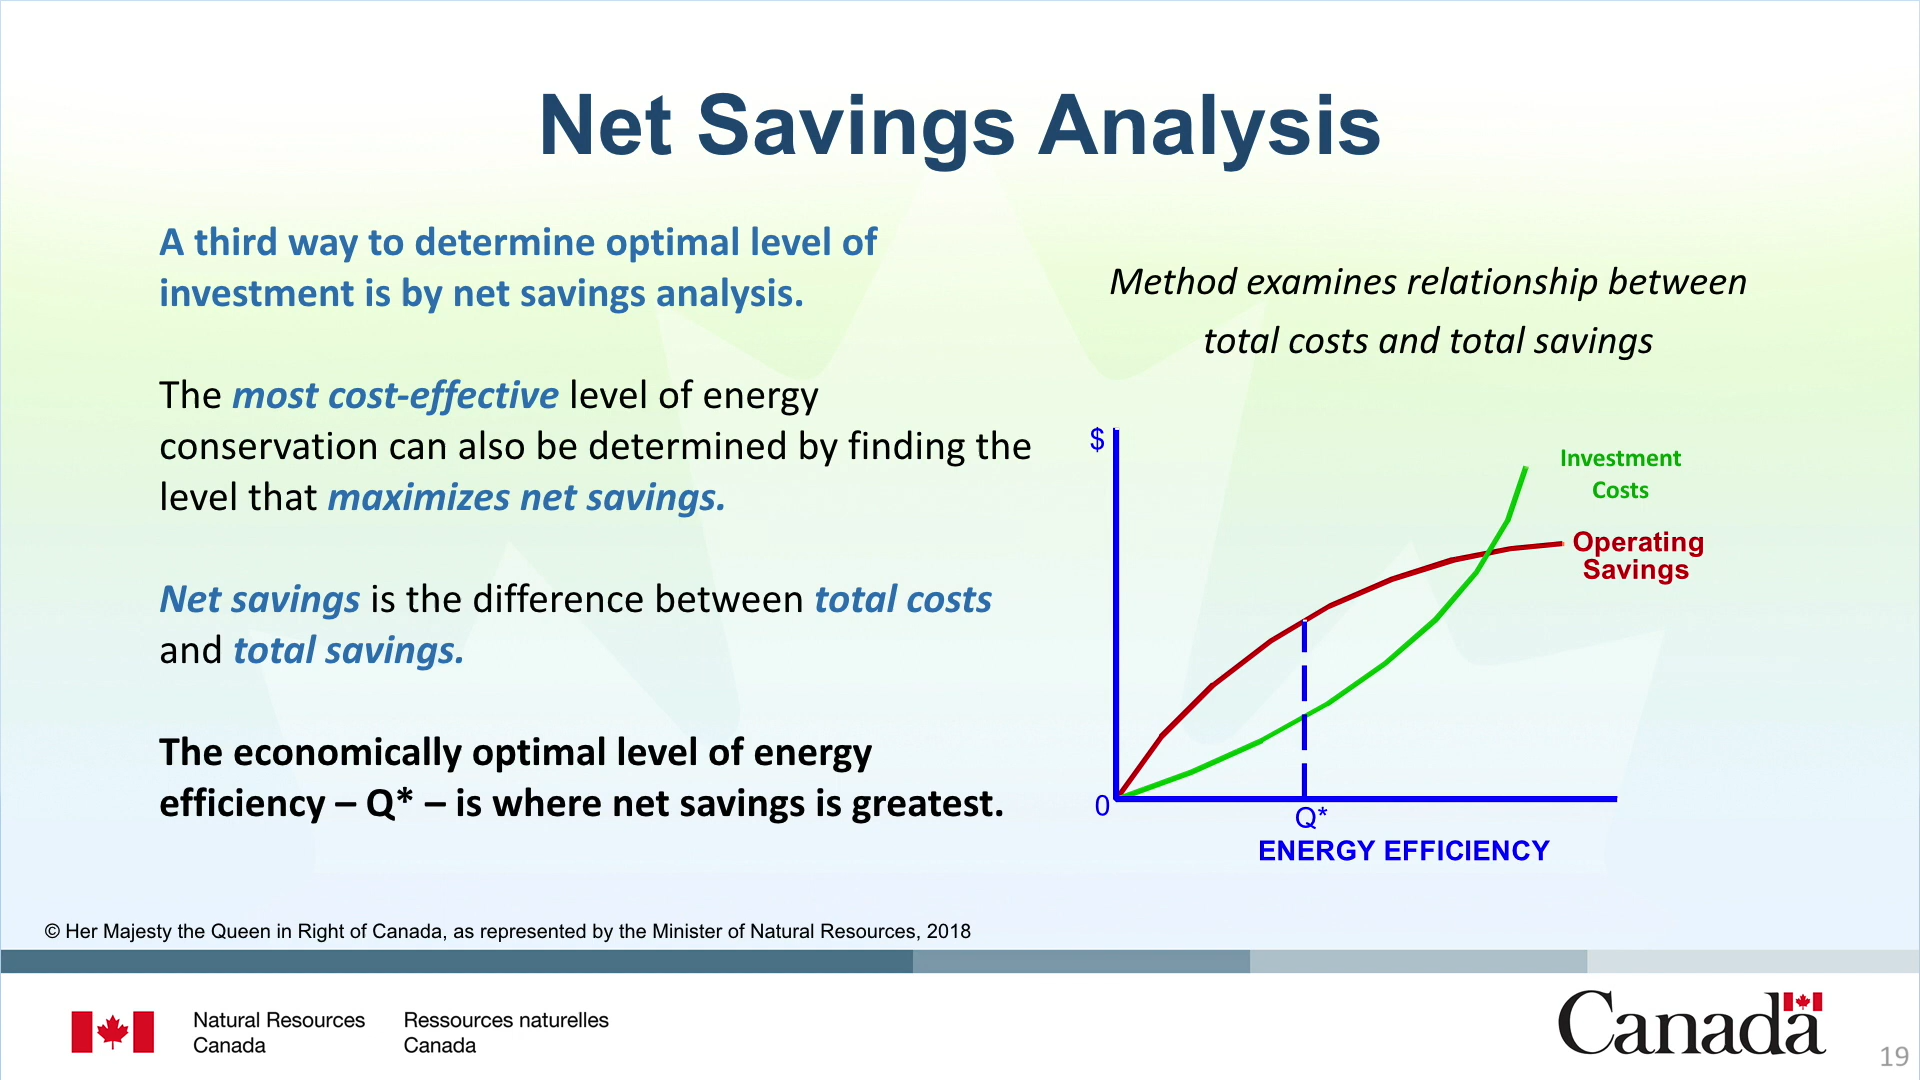 Net Savings Analysis
A third way to determine optimal level of
investment is by net savings analysis.
The most cost-effective level of energy
conservation can also be determined by finding the
level that maximizes net savings.
Net savings is the difference between total costs
and total savings.
The economically optimal level of energy
efficiency – Q* – is where net savings is greatest.
Method examines relationship between
total costs and total savings
$
Investment
Costs
Operating
Savings
0
Q*
ENERGY EFFICIENCY
© Her Majesty the Queen in Right of Canada, as represented by the Minister of Natural Resources, 2018
Natural Resources
Canada
Ressources naturelles
Canada
Canada
19